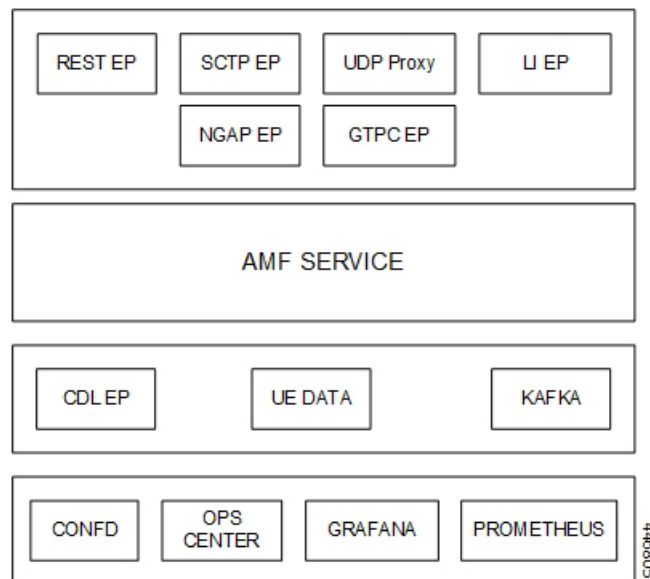 REST EP
SCTP EP
UDP Proxy
LI EP
NGAP EP
GTPC EP
AMF SERVICE
CDL EP
UE DATA
KAFKA
CONFD
OPS
CENTER
GRAFANA
PROMETHEUS